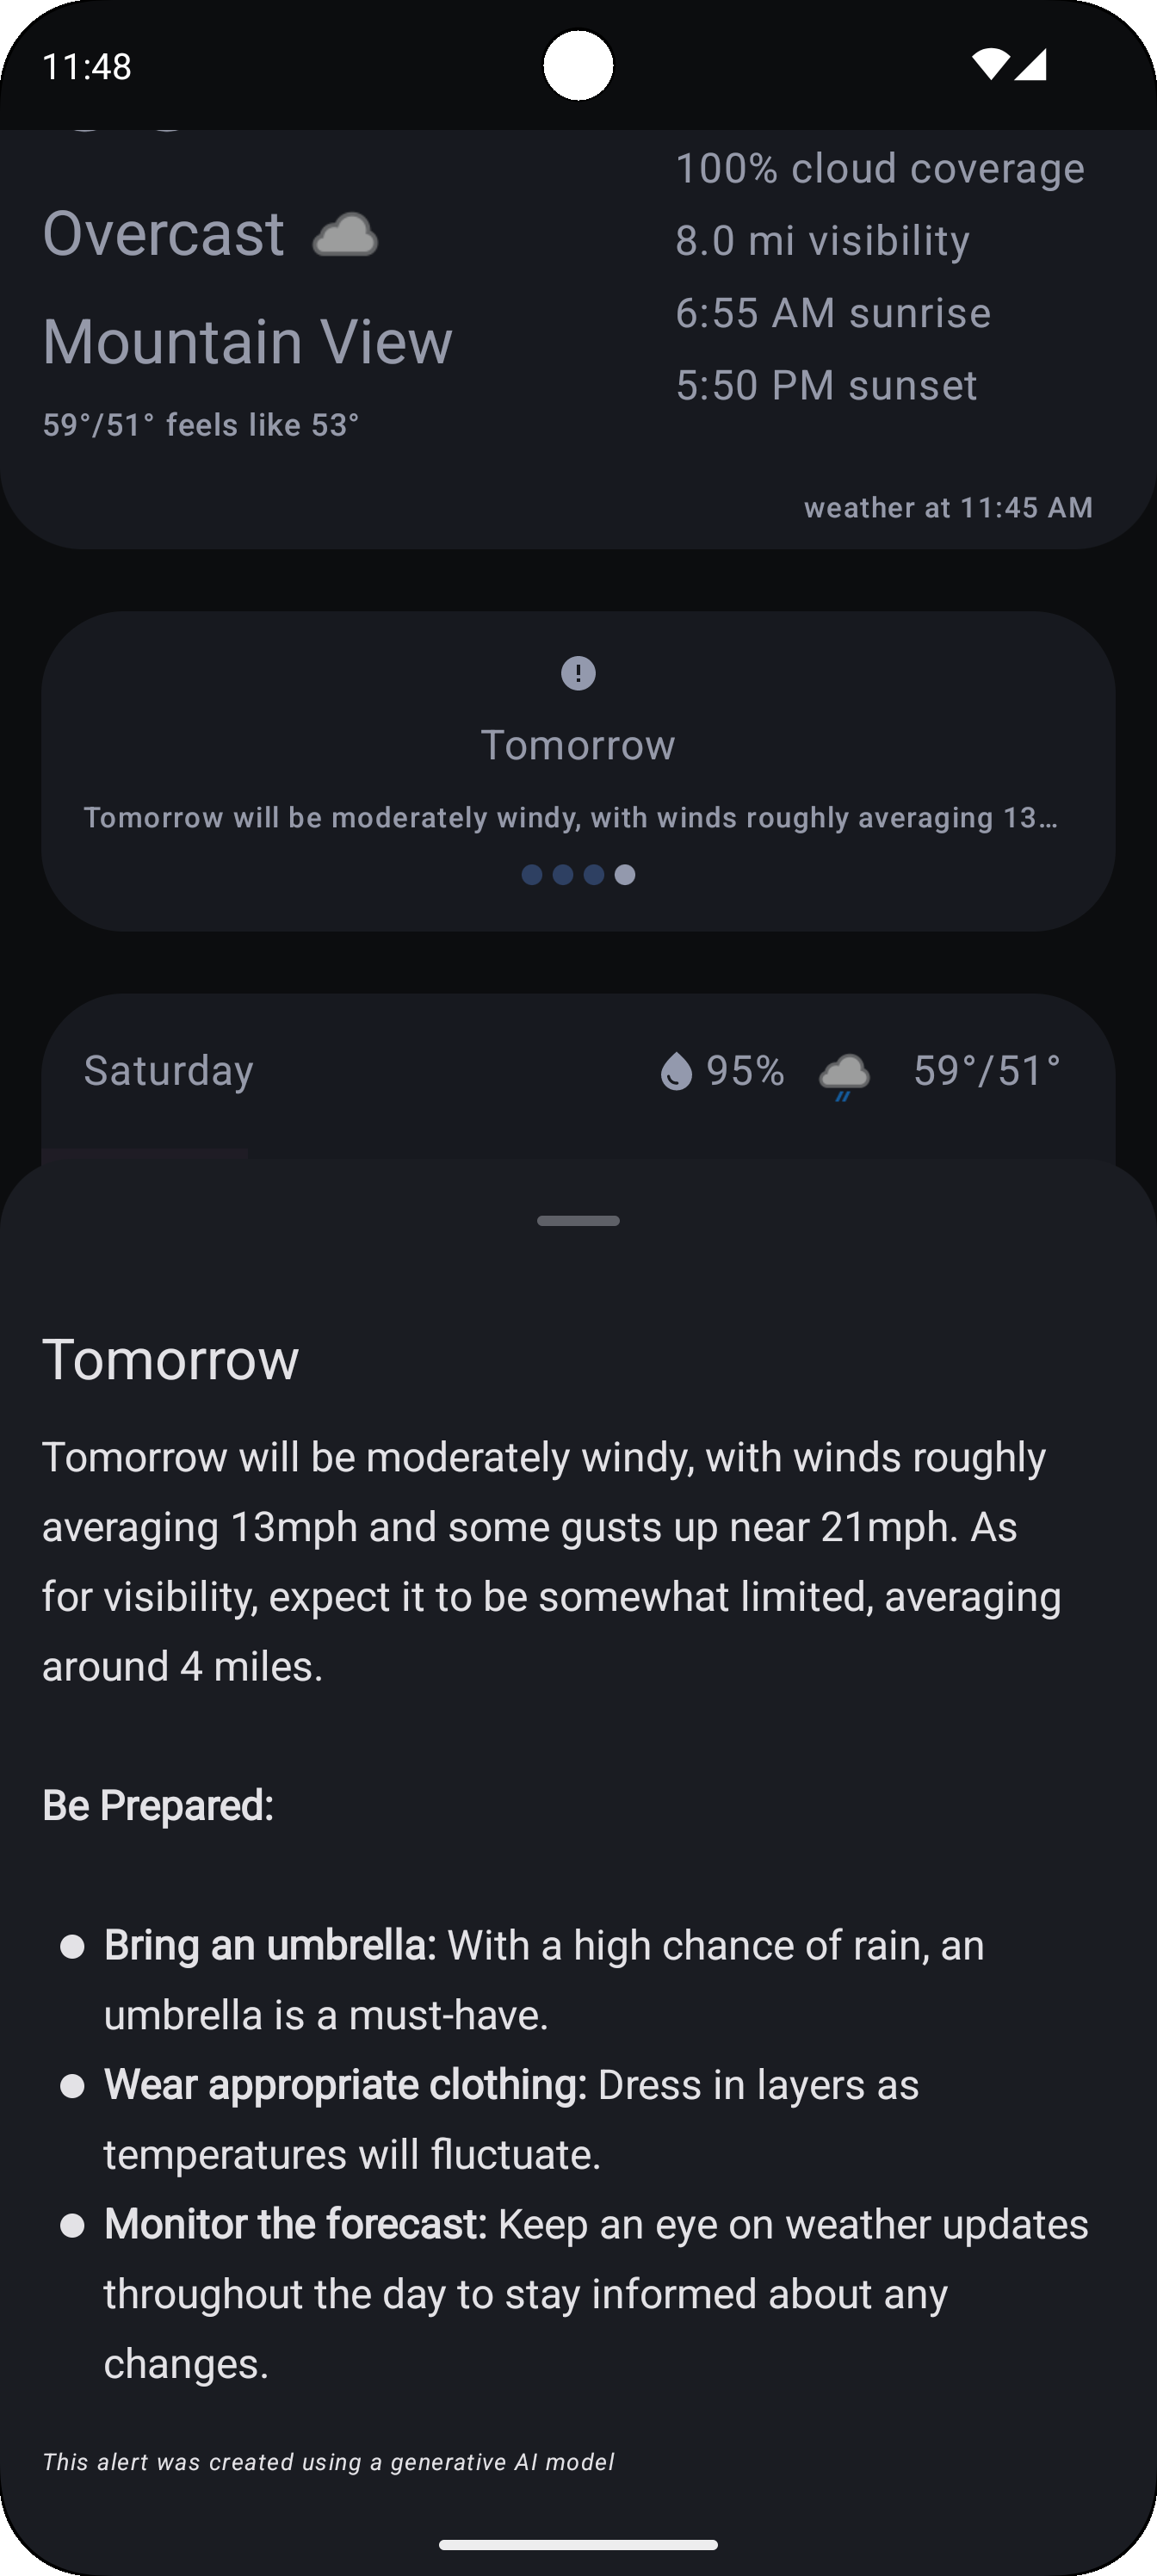 11:48
100% cloud coverage
Overcast
8.0 mi visibility
6:55 AM sunrise
Mountain View
5:50 PM sunset
59°/51° feels like 53°
weather at 11:45 AM
Tomorrow
Tomorrow will be moderately windy, with winds roughly averaging 13…
Saturday 95% 59°/51°
Tomorrow
Tomorrow will be moderately windy, with winds roughly
averaging 13mph and some gusts up near 21mph. As
for visibility, expect it to be somewhat limited, averaging
around 4 miles.
Be Prepared:
Bring an umbrella: With a high chance of rain, an
umbrella is a must-have.
Wear appropriate clothing: Dress in layers as
temperatures will fluctuate.
Monitor the forecast: Keep an eye on weather updates
throughout the day to stay informed about any
changes.
This alert was created using a generative AI model